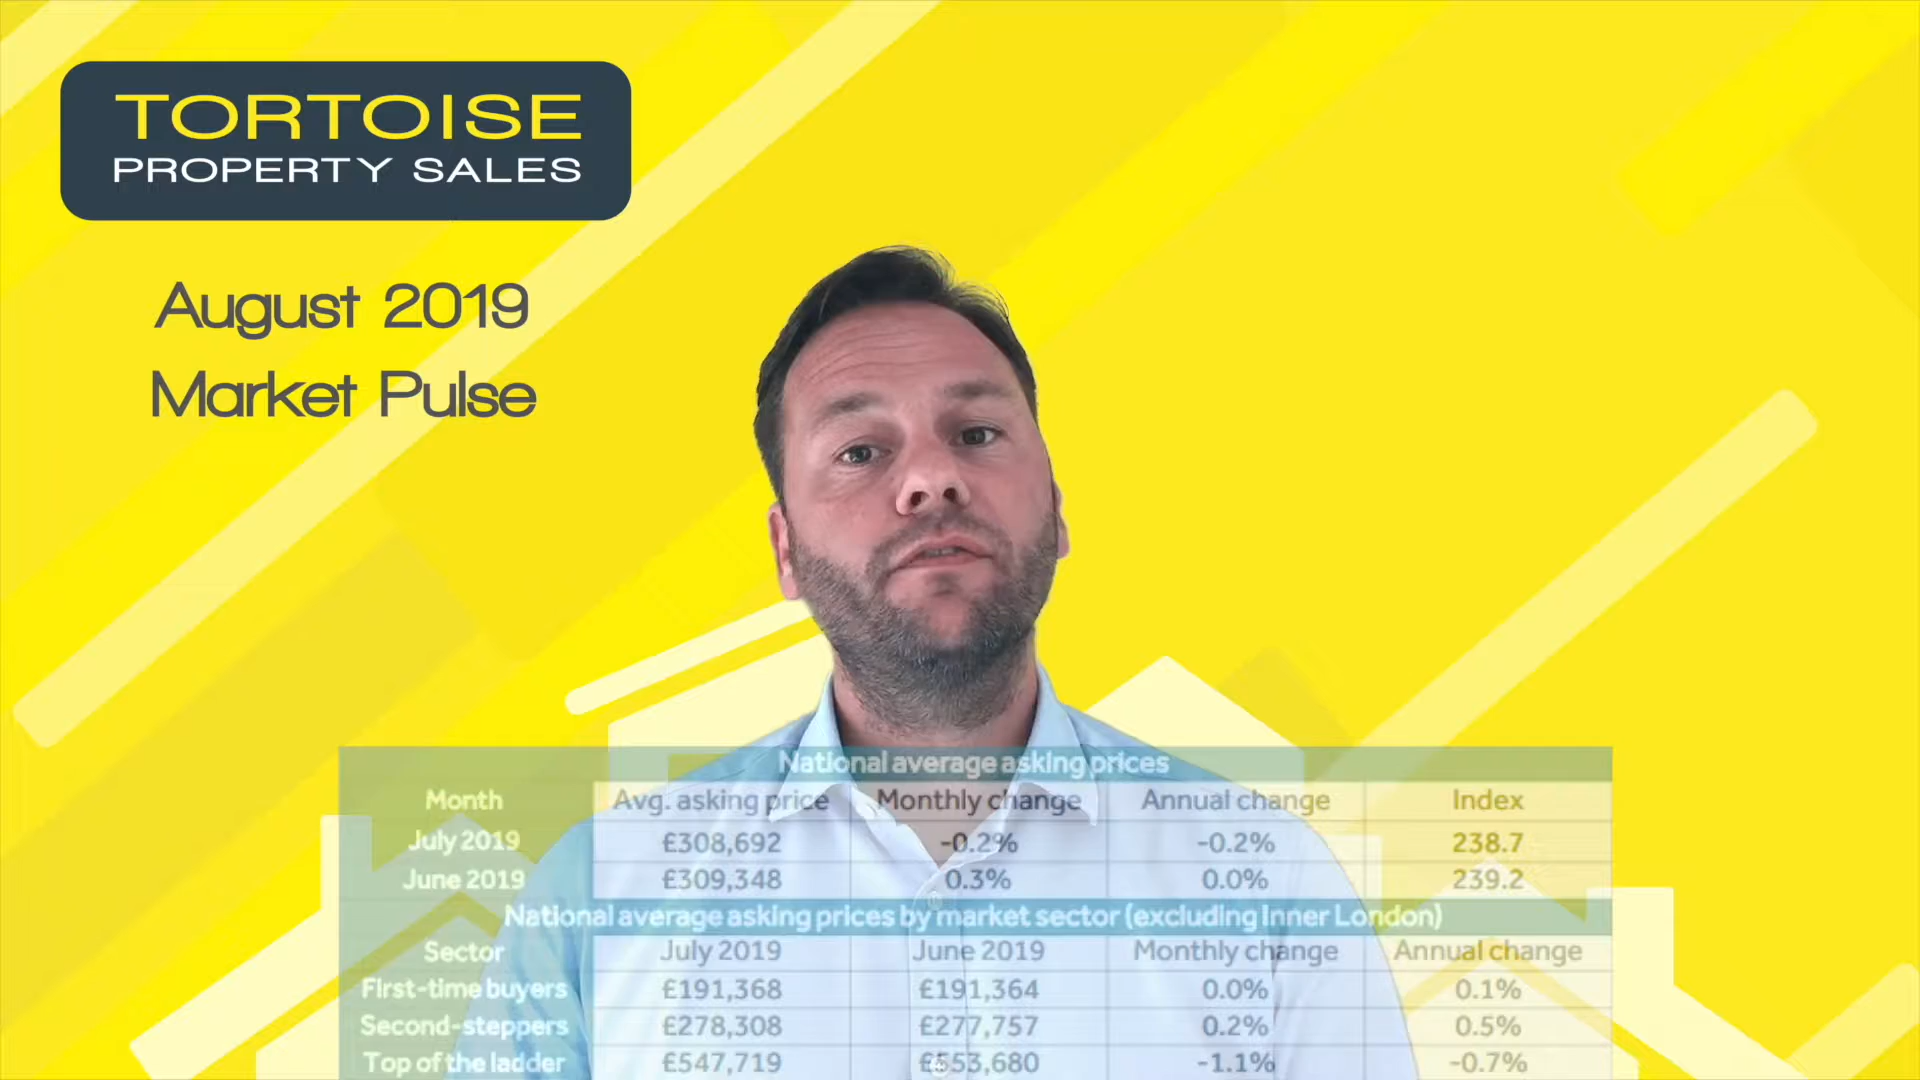 TORTOISE
PROPERTY SALES
August 2019
Market Pulse
National average asking prices
Month Avg. asking price Monthly change Annual change Index
July 2019 £308,692 -0.2% -0.2% 238.7
June 2019 £309,348 0.3% 0.0% 239.2
National average asking prices by market sector (excluding Inner London)
Sector July 2019 June 2019 Monthly change Annual change
First-time buyers £191,368 £191,364 0.0% 0.1%
Second-steppers £278,308 £277,757 0.2% 0.5%
Top of the ladder £547,719 £553,680 -1.1% -0.7%